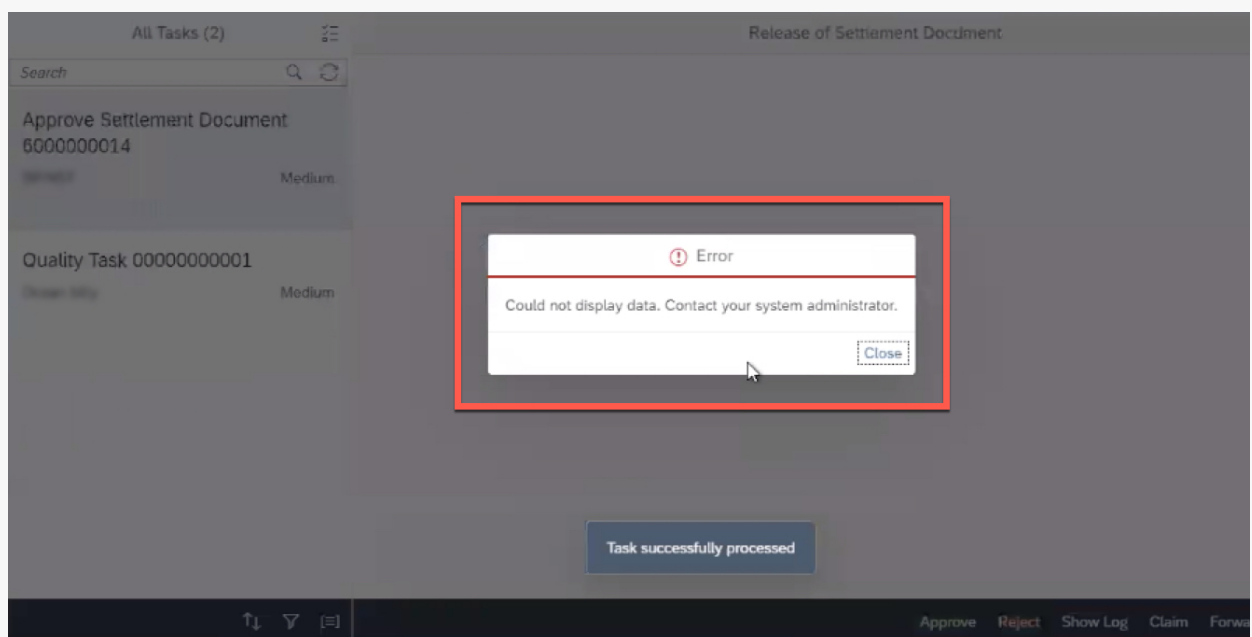 All Tasks (2)
Release of Settlement Document
Search
Approve Settlement Document
6000000014
Medium
Quality Task 00000000001
Medium
Error
Could not display data. Contact your system administrator.
Close
Task successfully processed
Approve Reject Show Log Claim Forwa